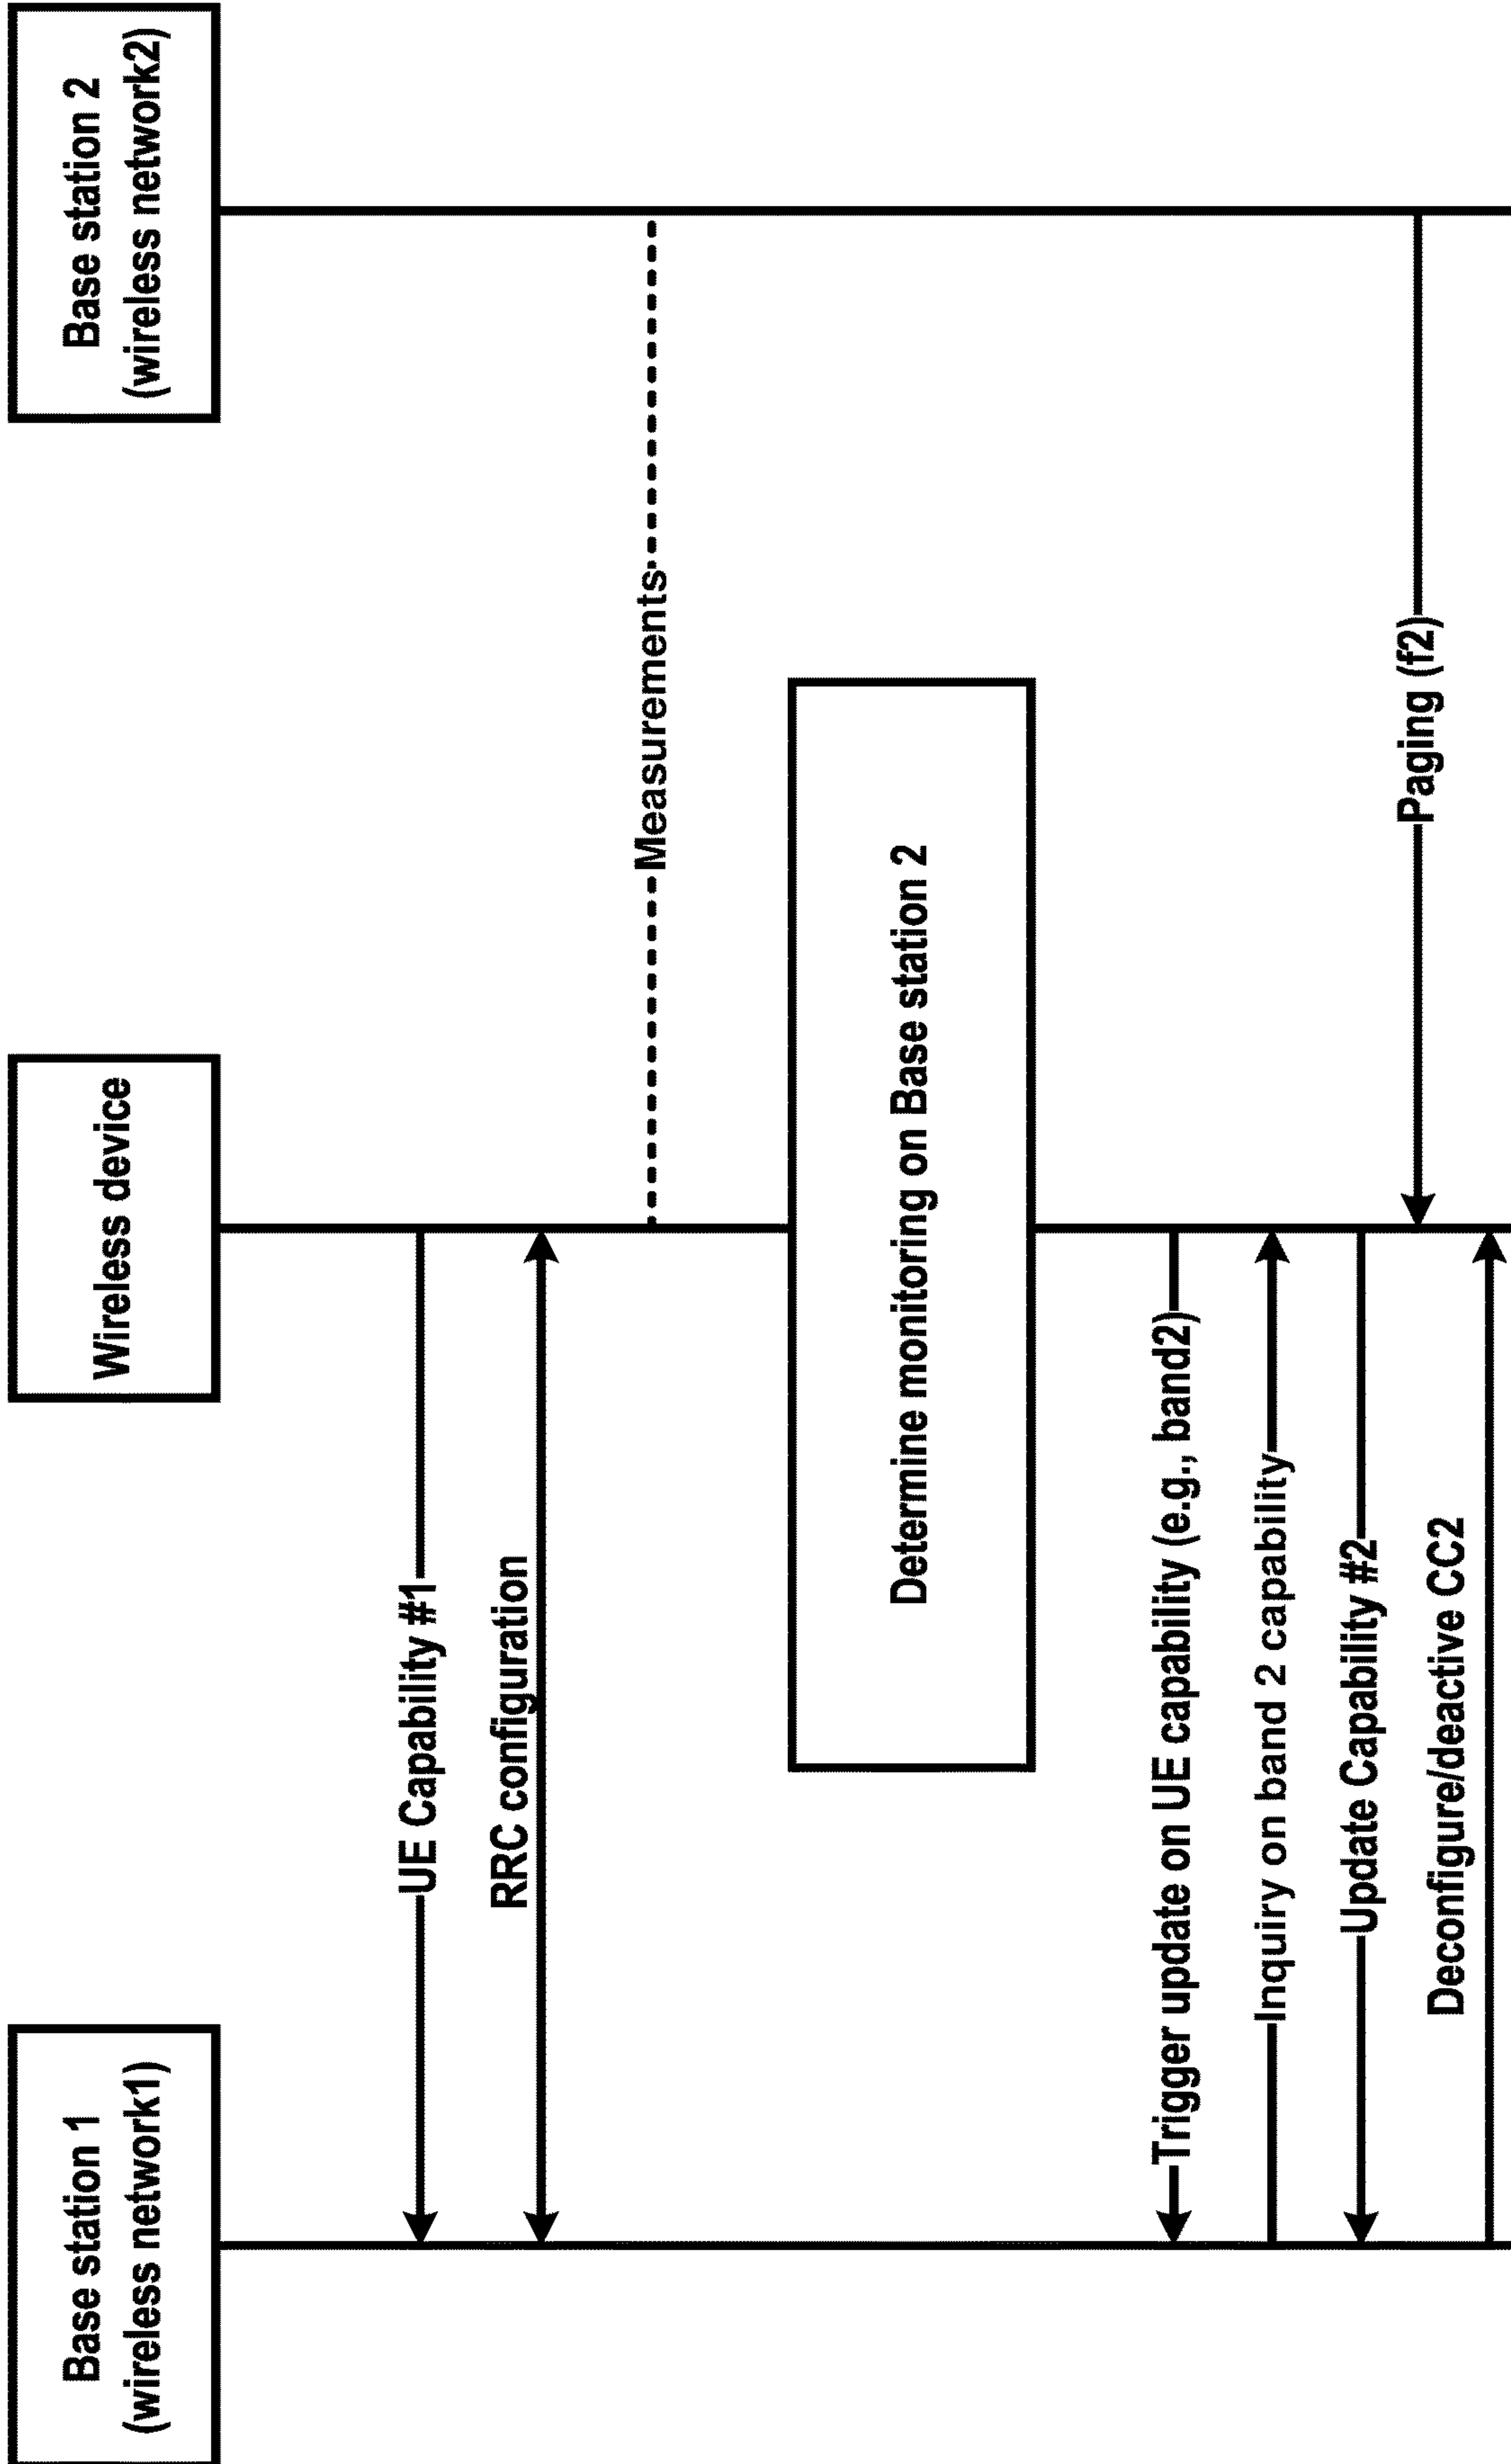 Base station 1
(wireless network1)
Wireless device
Base station 2
(wireless network2)
UE Capability #1
RRC configuration
Measurements
Determine monitoring on Base station 2
Trigger update on UE capability (e.g., band2)
Inquiry on band 2 capability
Update Capability #2
Paging (f2)
Deconfigure/deactive CC2